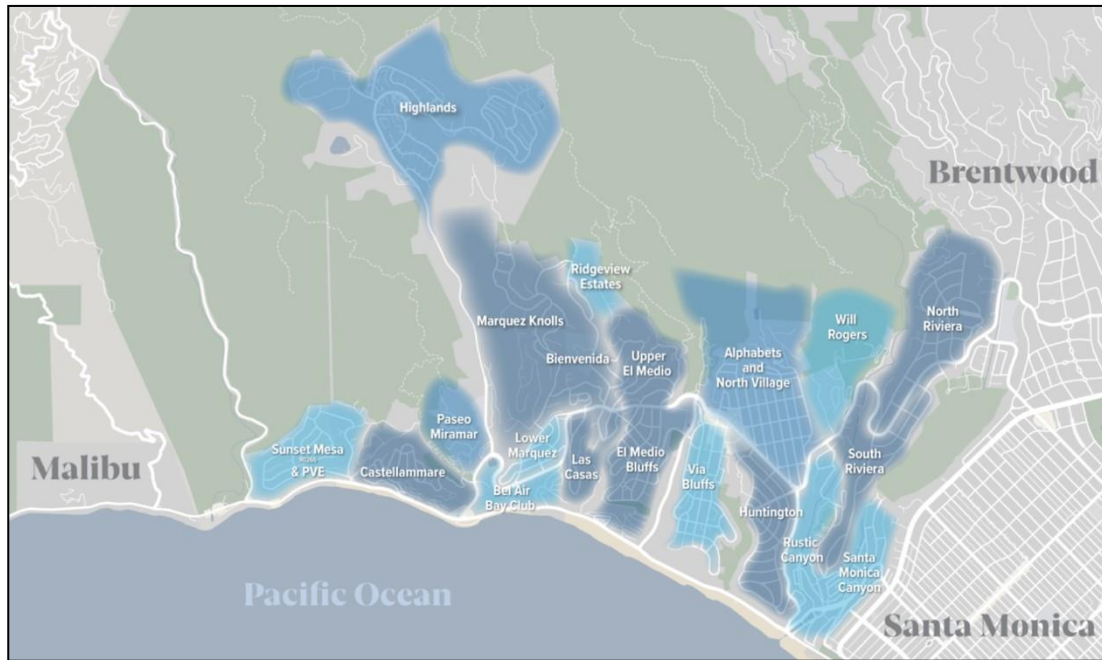 Highlands
Brentwood
Ridgeview
Estates
Marquez Knolls
Bienvenida
Upper
El Medio
Alphabets
and
North Village
Will
Rogers
North
Riviera
Paseo
Miramar
Malibu
Sunset Mesa
& PVE
Castellammare
Lower
Marquez
Bel Air
Bay Club
Las
Casas
El Medio
Bluffs
Via
Bluffs
South
Riviera
Huntington
Rustic
Canyon
Santa
Monica
Canyon
Pacific Ocean
Santa Monica